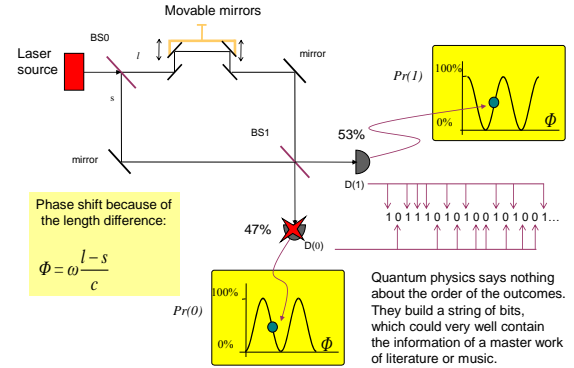 Movable mirrors
BS0
Laser
source
l
mirror
s
Pr(1)
100%
0%
Φ
BS1
53%
mirror
D(1)
Phase shift because of
the length difference:
Φ = ω l – s
c
47%
D(0)
1 0 1 1 1 0 1 0 1 0 0 1 0 1 0 0 1...
Pr(0)
100%
0%
Φ
Quantum physics says nothing
about the order of the outcomes.
They build a string of bits,
which could very well contain
the information of a master work
of literature or music.